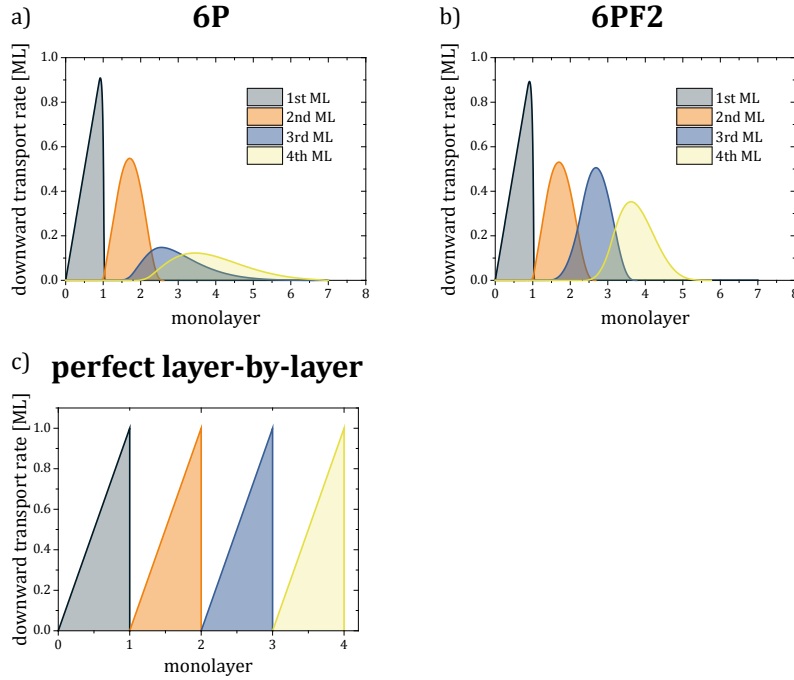 a)
6P
downward transport rate [ML]
1.0
0.8
0.6
0.4
0.2
0.0
0 1 2 3 4 5 6 7 8
monolayer
1st ML
2nd ML
3rd ML
4th ML
b)
6PF2
downward transport rate [ML]
1.0
0.8
0.6
0.4
0.2
0.0
0 1 2 3 4 5 6 7 8
monolayer
1st ML
2nd ML
3rd ML
4th ML
c)
perfect layer-by-layer
downward transport rate [ML]
1.0
0.8
0.6
0.4
0.2
0.0
0 1 2 3 4
monolayer